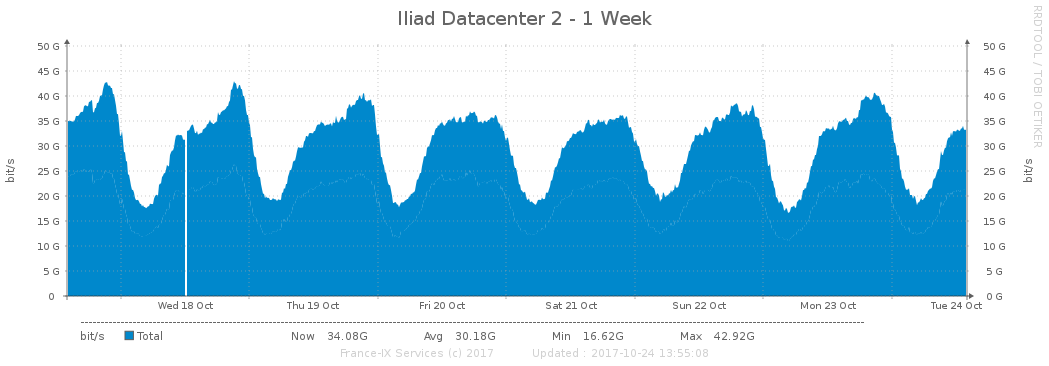 Iliad Datacenter 2 - 1 Week
RRDTOOL / TOBI OETIKER
50 G 50 G
45 G 45 G
40 G 40 G
35 G 35 G
30 G 30 G
25 G 25 G
20 G 20 G
15 G 15 G
10 G 10 G
5 G 5 G
0 0 G
bit/s bit/s
Wed 18 Oct Thu 19 Oct Fri 20 Oct Sat 21 Oct Sun 22 Oct Mon 23 Oct Tue 24 Oct
bit/s Total Now 34.08G Avg 30.18G Min 16.62G Max 42.92G
France-IX Services (c) 2017 Updated : 2017-10-24 13:55:08